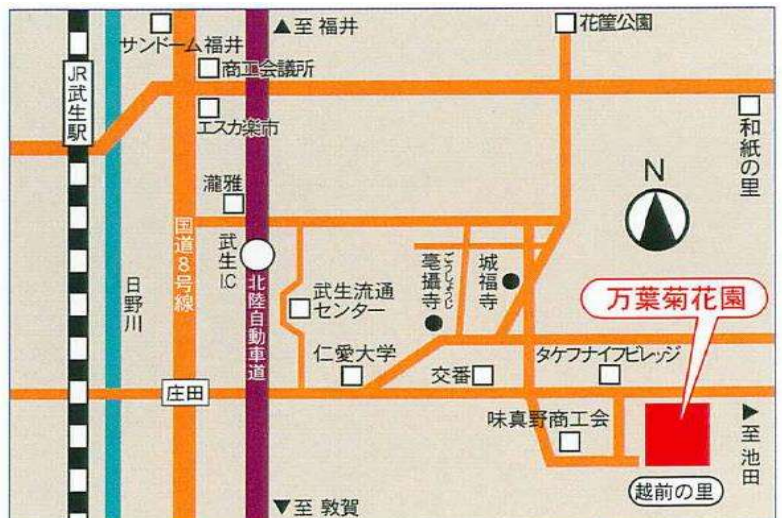 サンドーム福井
▲至 福井
花筐公園
商工会議所
JR武生駅
エスカ楽市
和紙の里
瀧雅
N
国道8号線
武生IC
北陸自動車道
日野川
武生流通
センター
ごうしょうじ
毫攝寺
城福寺
万葉菊花園
仁愛大学
交番
タケフナイフビレッジ
庄田
味真野商工会
▶至 池田
越前の里
▼至 敦賀